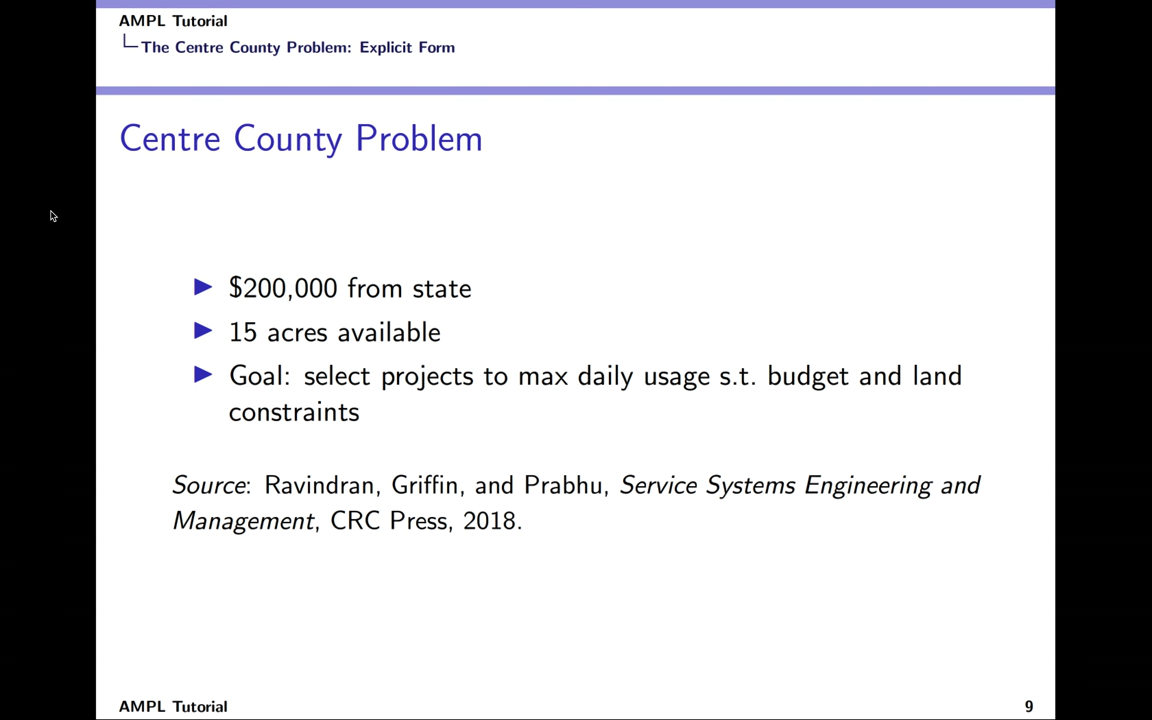 AMPL Tutorial
The Centre County Problem: Explicit Form
Centre County Problem
$200,000 from state
15 acres available
Goal: select projects to max daily usage s.t. budget and land
constraints
Source: Ravindran, Griffin, and Prabhu, Service Systems Engineering and
Management, CRC Press, 2018.
AMPL Tutorial
9